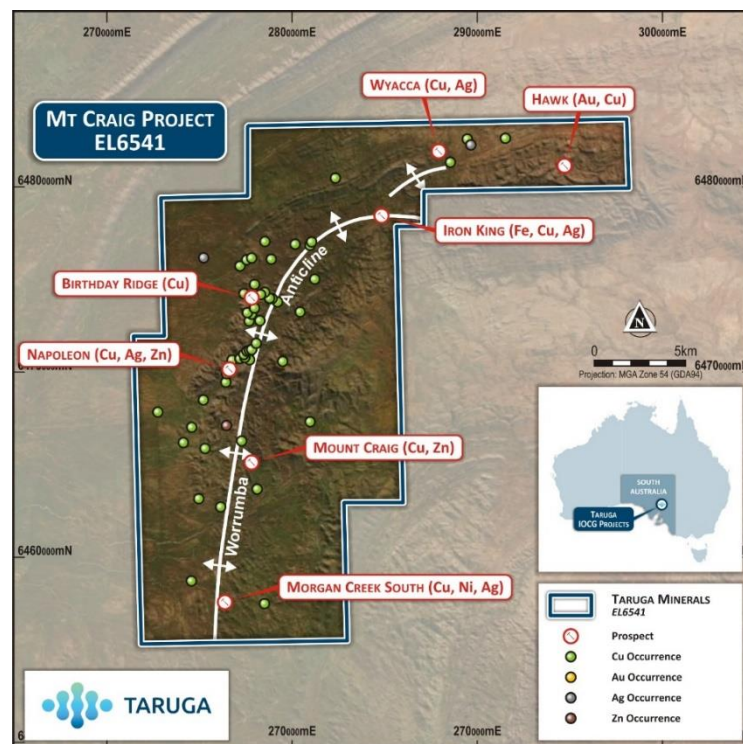 270000mE
280000mE
290000mE
300000mE
WYACCA (CU, AG)
HAWK (AU, CU)
MT CRAIG PROJECT
EL6541
6480000mN
6480000mN
IRON KING (FE, CU, AG)
Anticline
BIRTHDAY RIDGE (CU)
N
0 5km
Projection: MGA Zone 54 (GDA94)
NAPOLEON (CU, AG, ZN)
6470000mN
6470000mN
MOUNT CRAIG (CU, ZN)
SOUTH
AUSTRALIA
TARUGA
IOCG PROJECTS
Worrumba
6460000mN
MORGAN CREEK SOUTH (CU, NI, AG)
TARUGA MINERALS
EL6541
Prospect
Cu Occurrence
Au Occurrence
Ag Occurrence
Zn Occurrence
TARUGA
270000mE
290000mE